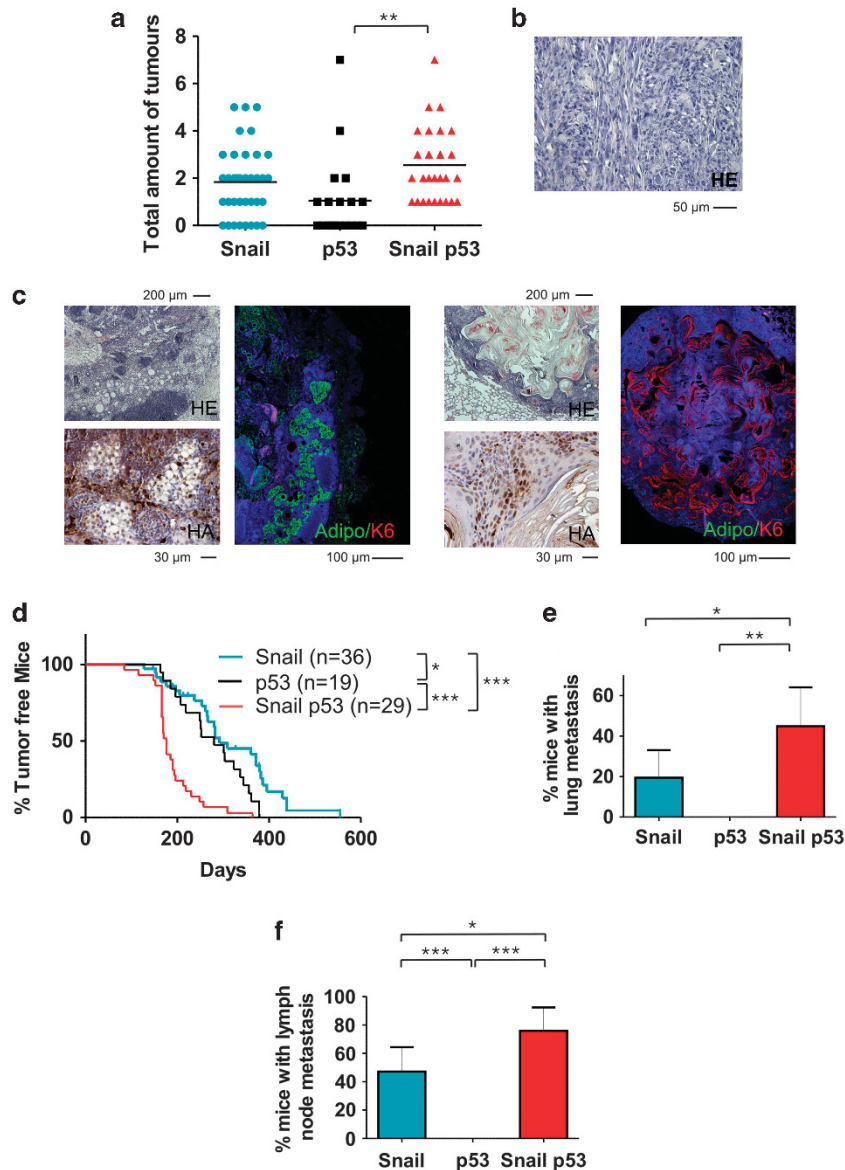 a
**
8
6
4
2
0
Total amount of tumours
Snail
p53
Snail p53
b
HE
50 µm
c
200 µm
HE
HA
30 µm
Adipo/K6
100 µm
200 µm
HE
HA
30 µm
Adipo/K6
100 µm
d
% Tumor free Mice
100
50
0
Snail (n=36)
p53 (n=19)
Snail p53 (n=29)
*
***
***
0
200
400
600
Days
e
*
**
% mice with
lung metastasis
60
40
20
0
Snail
p53
Snail p53
f
*
***
***
% mice with lymph
node metastasis
100
80
60
40
20
0
Snail
p53
Snail p53